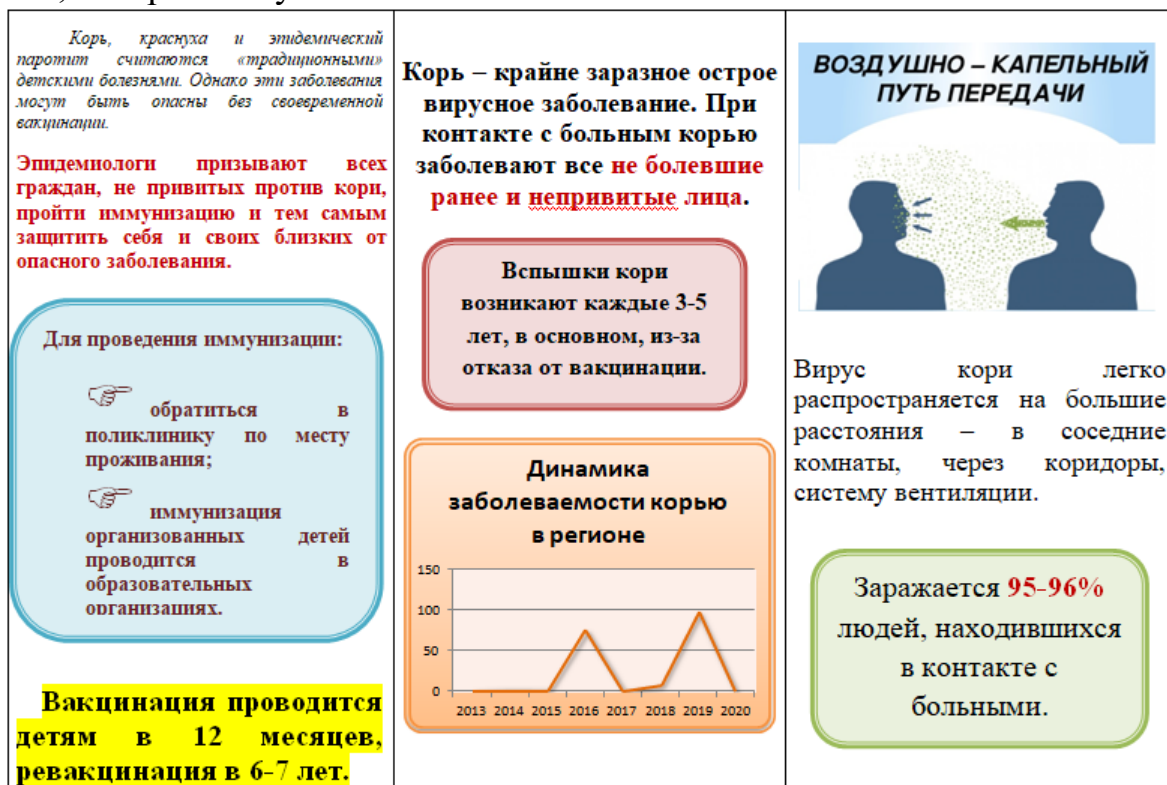 Корь, краснуха и эпидемический
паротит считаются «традиционными»
детскими болезнями. Однако эти заболевания
могут быть опасны без своевременной
вакцинации.
Эпидемиологи призывают всех
граждан, не привитых против кори,
пройти иммунизацию и тем самым
защитить себя и своих близких от
опасного заболевания.
Для проведения иммунизации:
обратиться в
поликлинику по месту
проживания;
иммунизация
организованных детей
проводится в
образовательных
организациях.
Вакцинация проводится
детям в 12 месяцев,
ревакцинация в 6-7 лет.
Корь – крайне заразное острое
вирусное заболевание. При
контакте с больным корью
заболевают все не болевшие
ранее и непривитые лица.
Вспышки кори
возникают каждые 3-5
лет, в основном, из-за
отказа от вакцинации.
Динамика
заболеваемости корью
в регионе
150
100
50
0
2013 2014 2015 2016 2017 2018 2019 2020
ВОЗДУШНО – КАПЕЛЬНЫЙ
ПУТЬ ПЕРЕДАЧИ
Вирус кори легко
распространяется на большие
расстояния – в соседние
комнаты, через коридоры,
систему вентиляции.
Заражается 95-96%
людей, находившихся
в контакте с
больными.